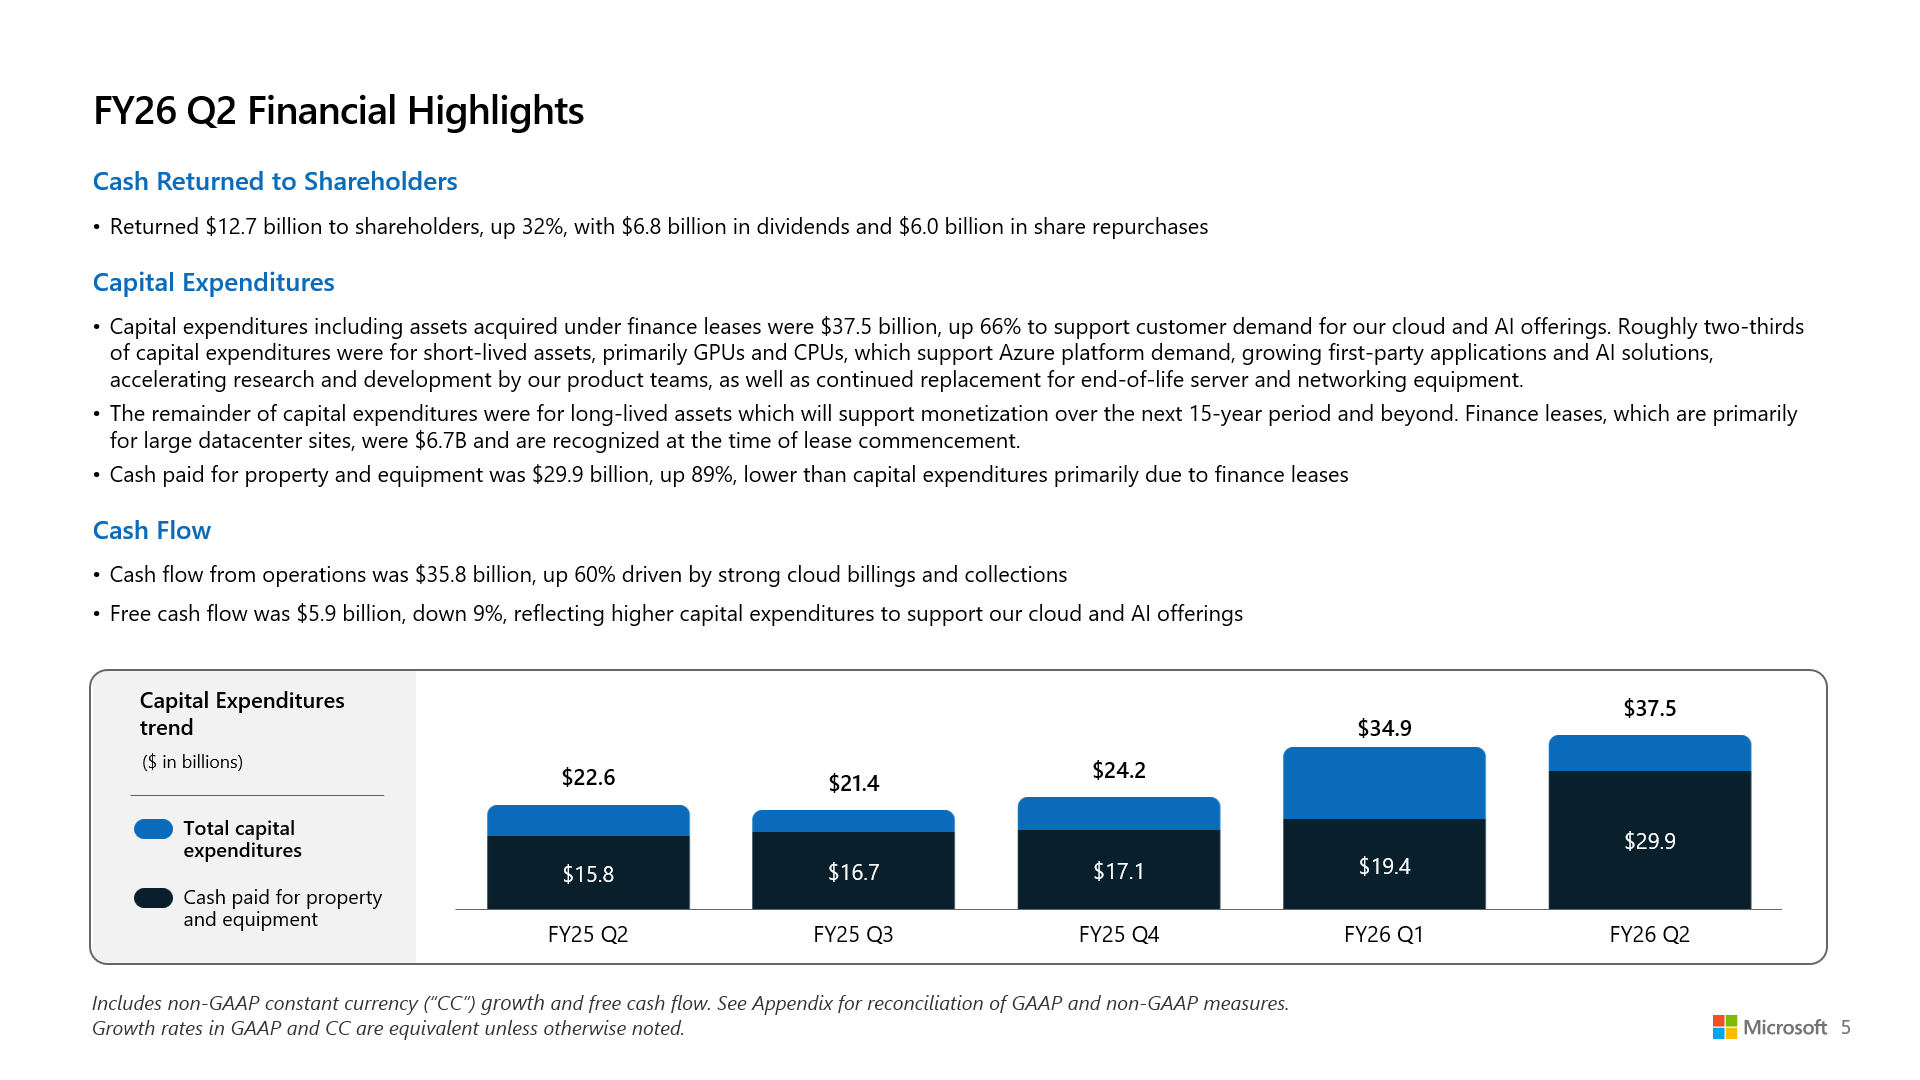 FY26 Q2 Financial Highlights
Cash Returned to Shareholders
• Returned $12.7 billion to shareholders, up 32%, with $6.8 billion in dividends and $6.0 billion in share repurchases
Capital Expenditures
• Capital expenditures including assets acquired under finance leases were $37.5 billion, up 66% to support customer demand for our cloud and AI offerings. Roughly two-thirds
of capital expenditures were for short-lived assets, primarily GPUs and CPUs, which support Azure platform demand, growing first-party applications and AI solutions,
accelerating research and development by our product teams, as well as continued replacement for end-of-life server and networking equipment.
• The remainder of capital expenditures were for long-lived assets which will support monetization over the next 15-year period and beyond. Finance leases, which are primarily
for large datacenter sites, were $6.7B and are recognized at the time of lease commencement.
• Cash paid for property and equipment was $29.9 billion, up 89%, lower than capital expenditures primarily due to finance leases
Cash Flow
• Cash flow from operations was $35.8 billion, up 60% driven by strong cloud billings and collections
• Free cash flow was $5.9 billion, down 9%, reflecting higher capital expenditures to support our cloud and AI offerings
Capital Expenditures
trend
($ in billions)
Total capital
expenditures
Cash paid for property
and equipment
$22.6
$21.4
$24.2
$34.9
$37.5
$15.8
$16.7
$17.1
$19.4
$29.9
FY25 Q2
FY25 Q3
FY25 Q4
FY26 Q1
FY26 Q2
Includes non-GAAP constant currency (“CC”) growth and free cash flow. See Appendix for reconciliation of GAAP and non-GAAP measures.
Growth rates in GAAP and CC are equivalent unless otherwise noted.
Microsoft 5